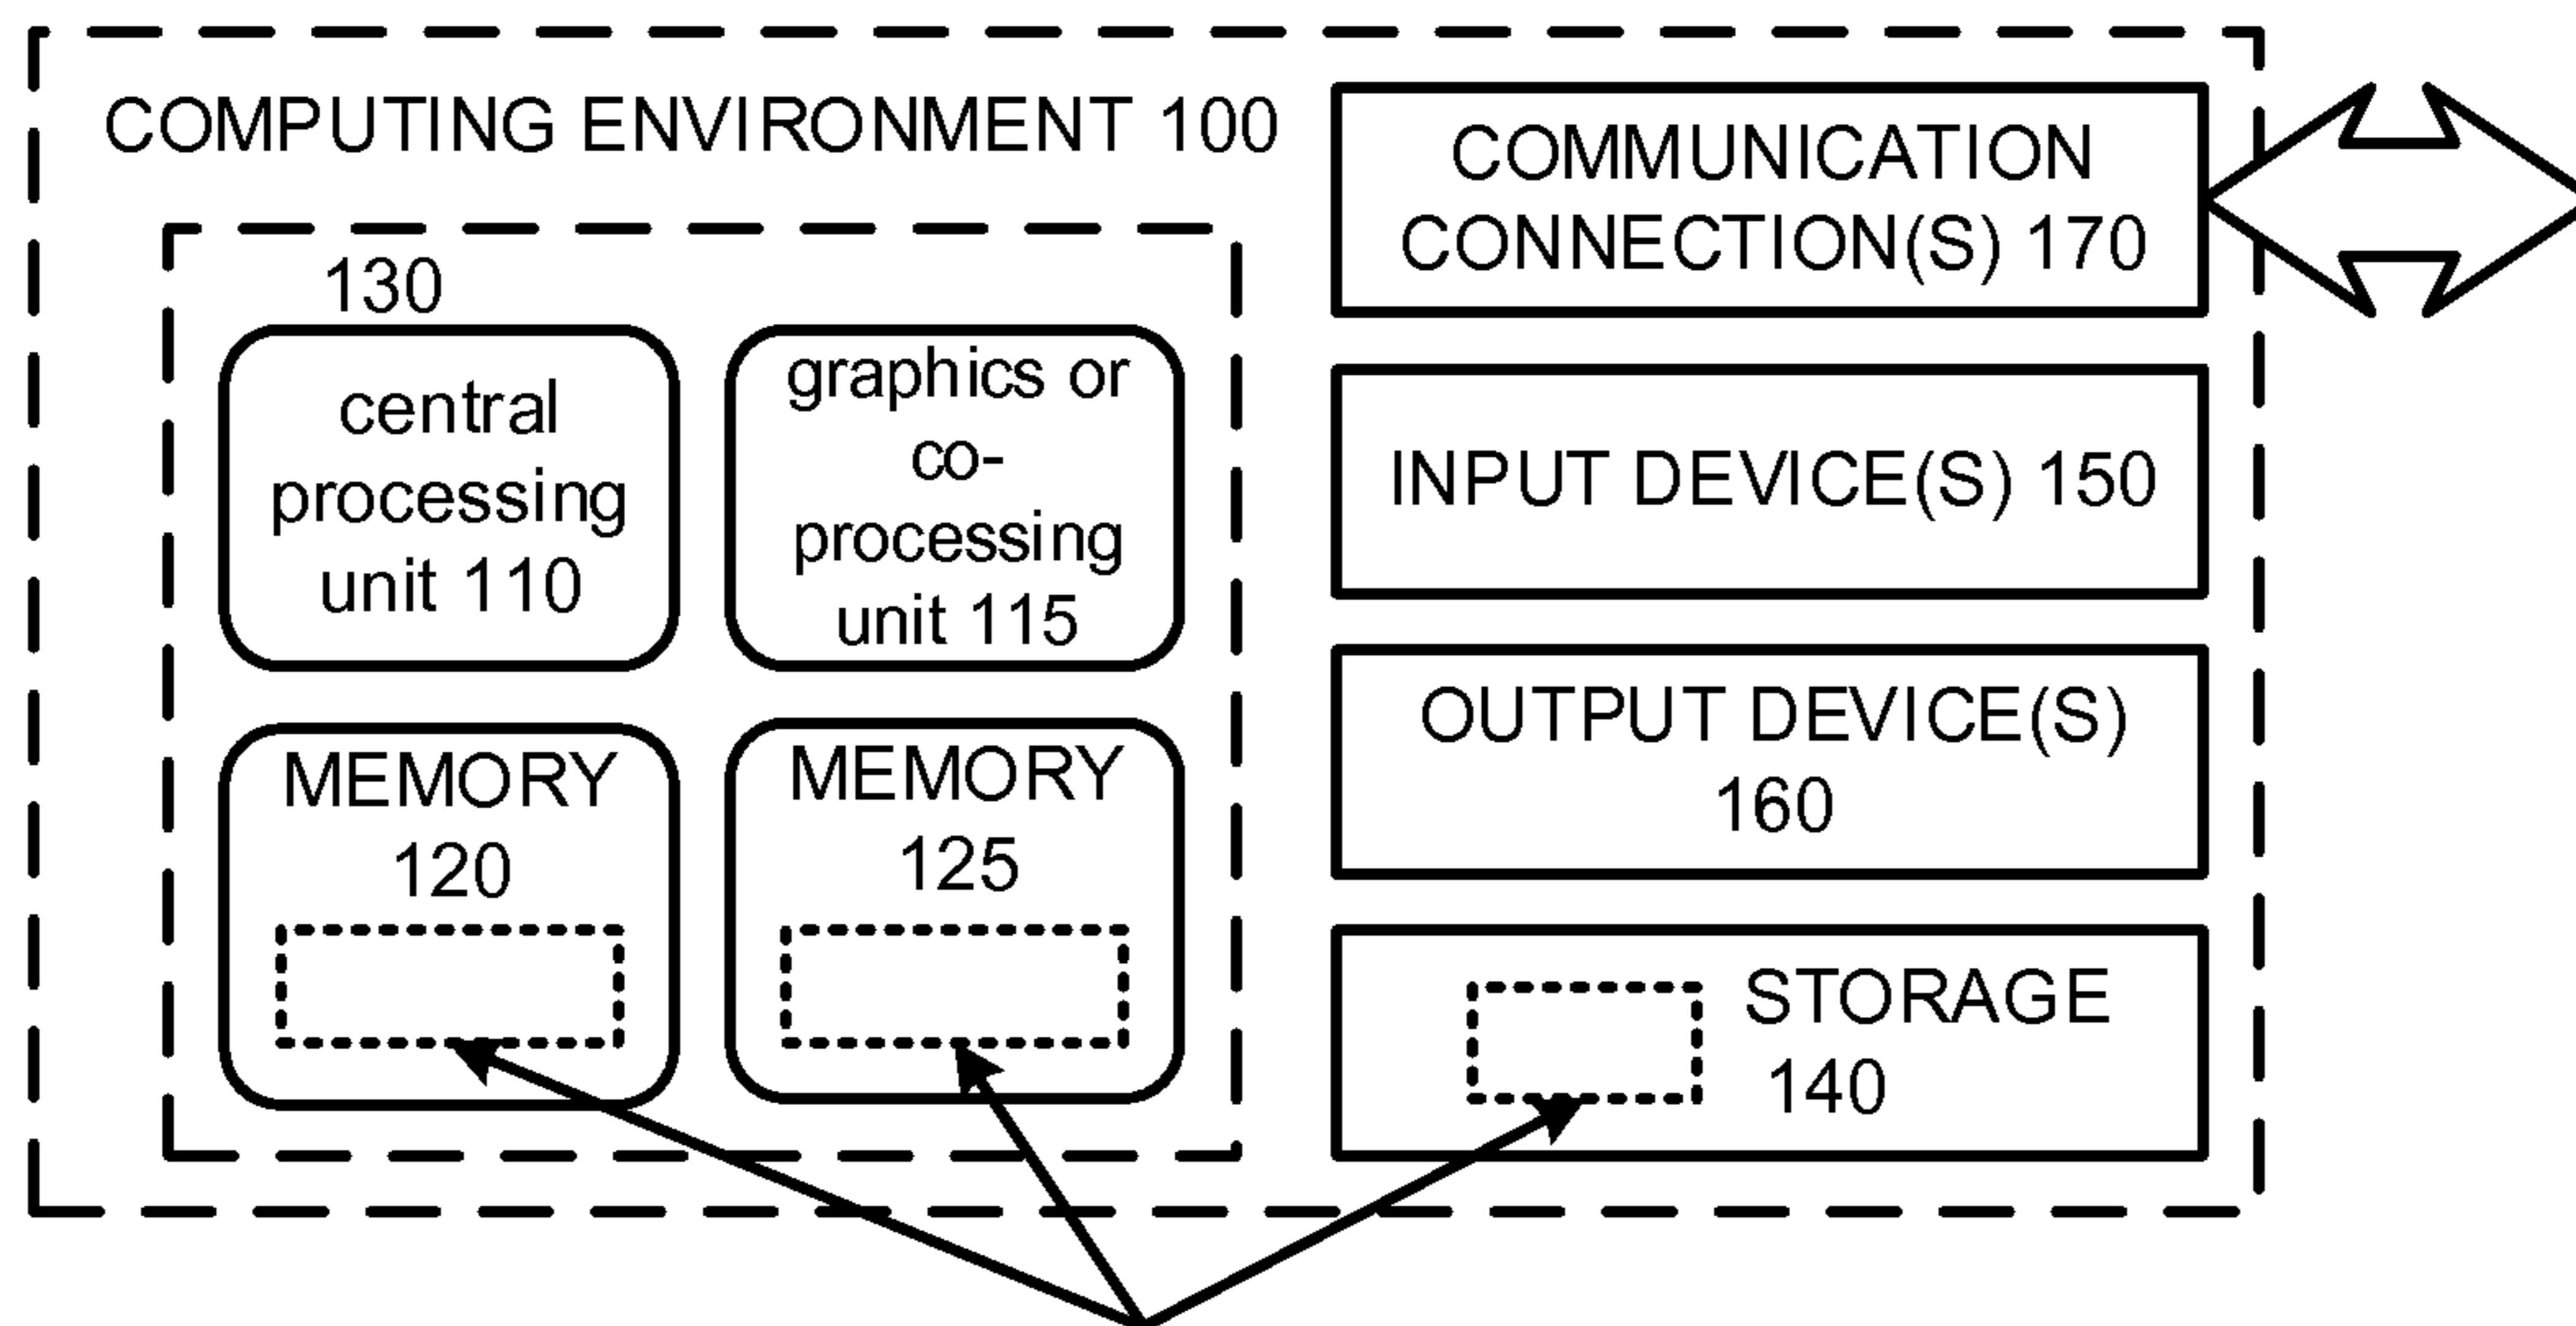 COMPUTING ENVIRONMENT 100
130
central
processing
unit 110
graphics or
co-
processing
unit 115
MEMORY
120
MEMORY
125
COMMUNICATION
CONNECTION(S) 170
INPUT DEVICE(S) 150
OUTPUT DEVICE(S)
160
STORAGE
140